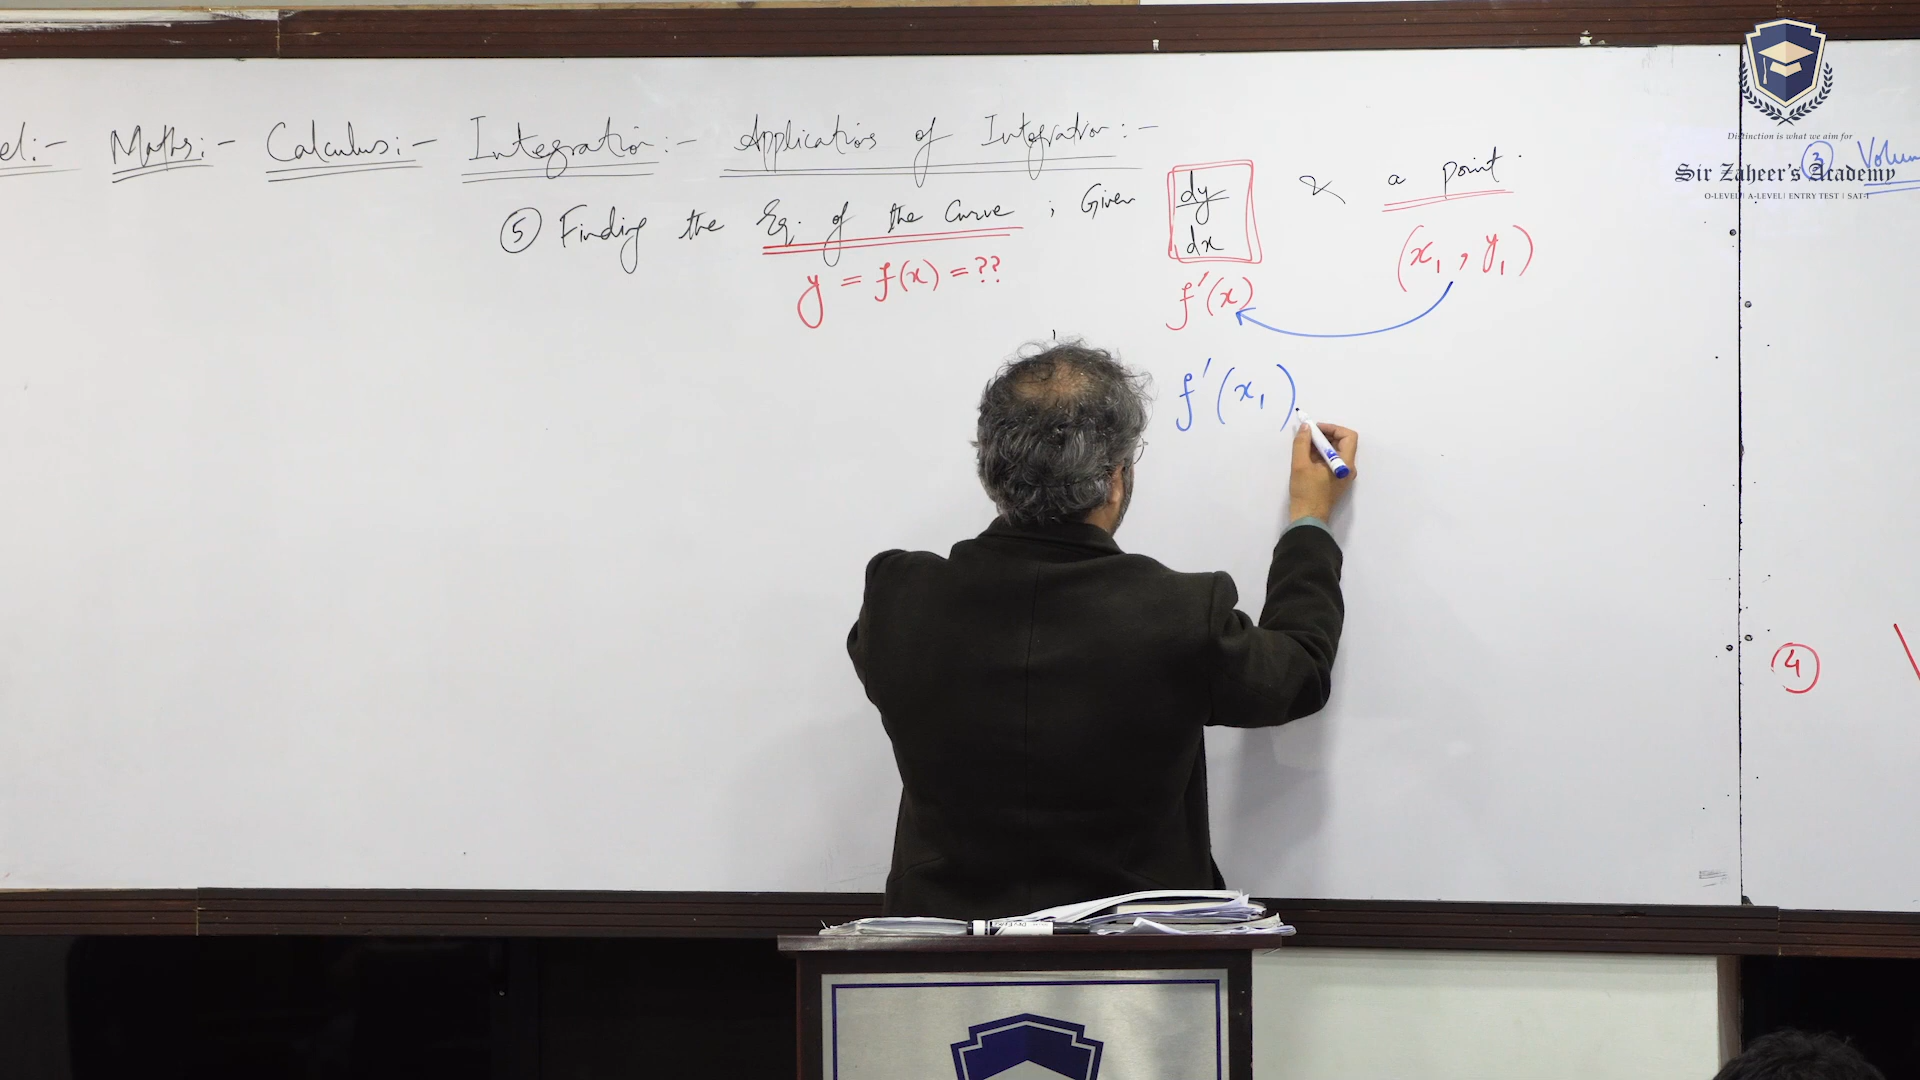 el:- Maths:- Calculus:- Integration:- Applications of Integration:-
⑤ Finding the Eq. of the Curve ; Given dy/dx & a point.
y = f(x) = ??
f'(x)
(x₁, y₁)
f'(x₁)
③ Volum
④
Distinction is what we aim for
Sir Zaheer's Academy
O-LEVEL | A-LEVEL | ENTRY TEST | SAT-I